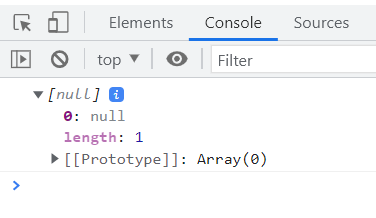 Elements Console Sources
top Filter
[null] i
0: null
length: 1
[[Prototype]]: Array(0)